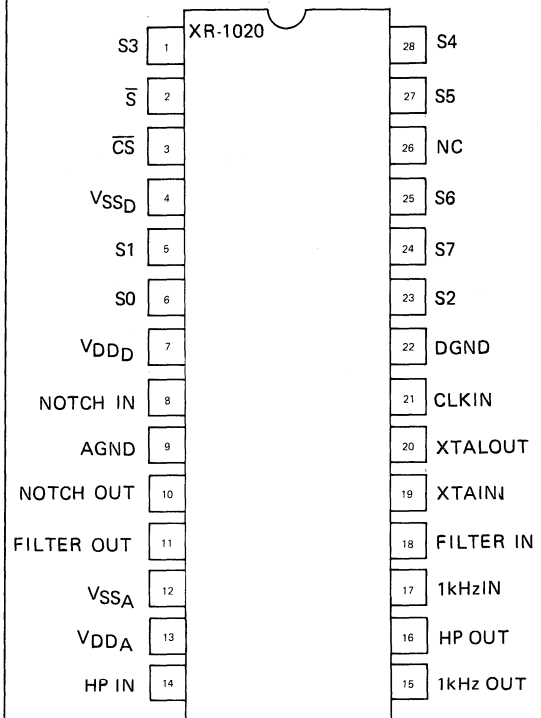 XR-1020
S3 1 28 S4
S̅ 2 27 S5
C̅S̅ 3 26 NC
VSSD 4 25 S6
S1 5 24 S7
S0 6 23 S2
VDDD 7 22 DGND
NOTCH IN 8 21 CLKIN
AGND 9 20 XTALOUT
NOTCH OUT 10 19 XTAINI
FILTER OUT 11 18 FILTER IN
VSSA 12 17 1kHzIN
VDDA 13 16 HP OUT
HP IN 14 15 1kHz OUT